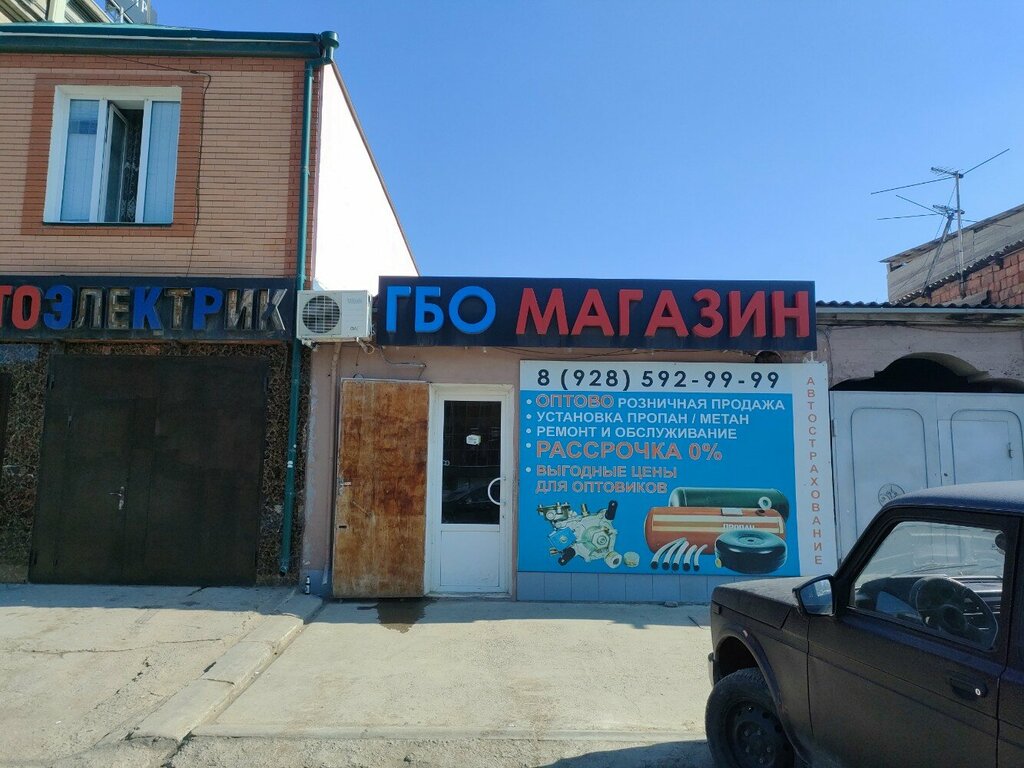 ТОЭЛЕКТРИК
ГБО МАГАЗИН
8 (928) 592-99-99
• ОПТОВО РОЗНИЧНАЯ ПРОДАЖА
• УСТАНОВКА ПРОПАН / МЕТАН
• РЕМОНТ И ОБСЛУЖИВАНИЕ
• РАССРОЧКА 0%
• ВЫГОДНЫЕ ЦЕНЫ
ДЛЯ ОПТОВИКОВ
ПРОПАН
АВТОСТРАХОВАНИЕ